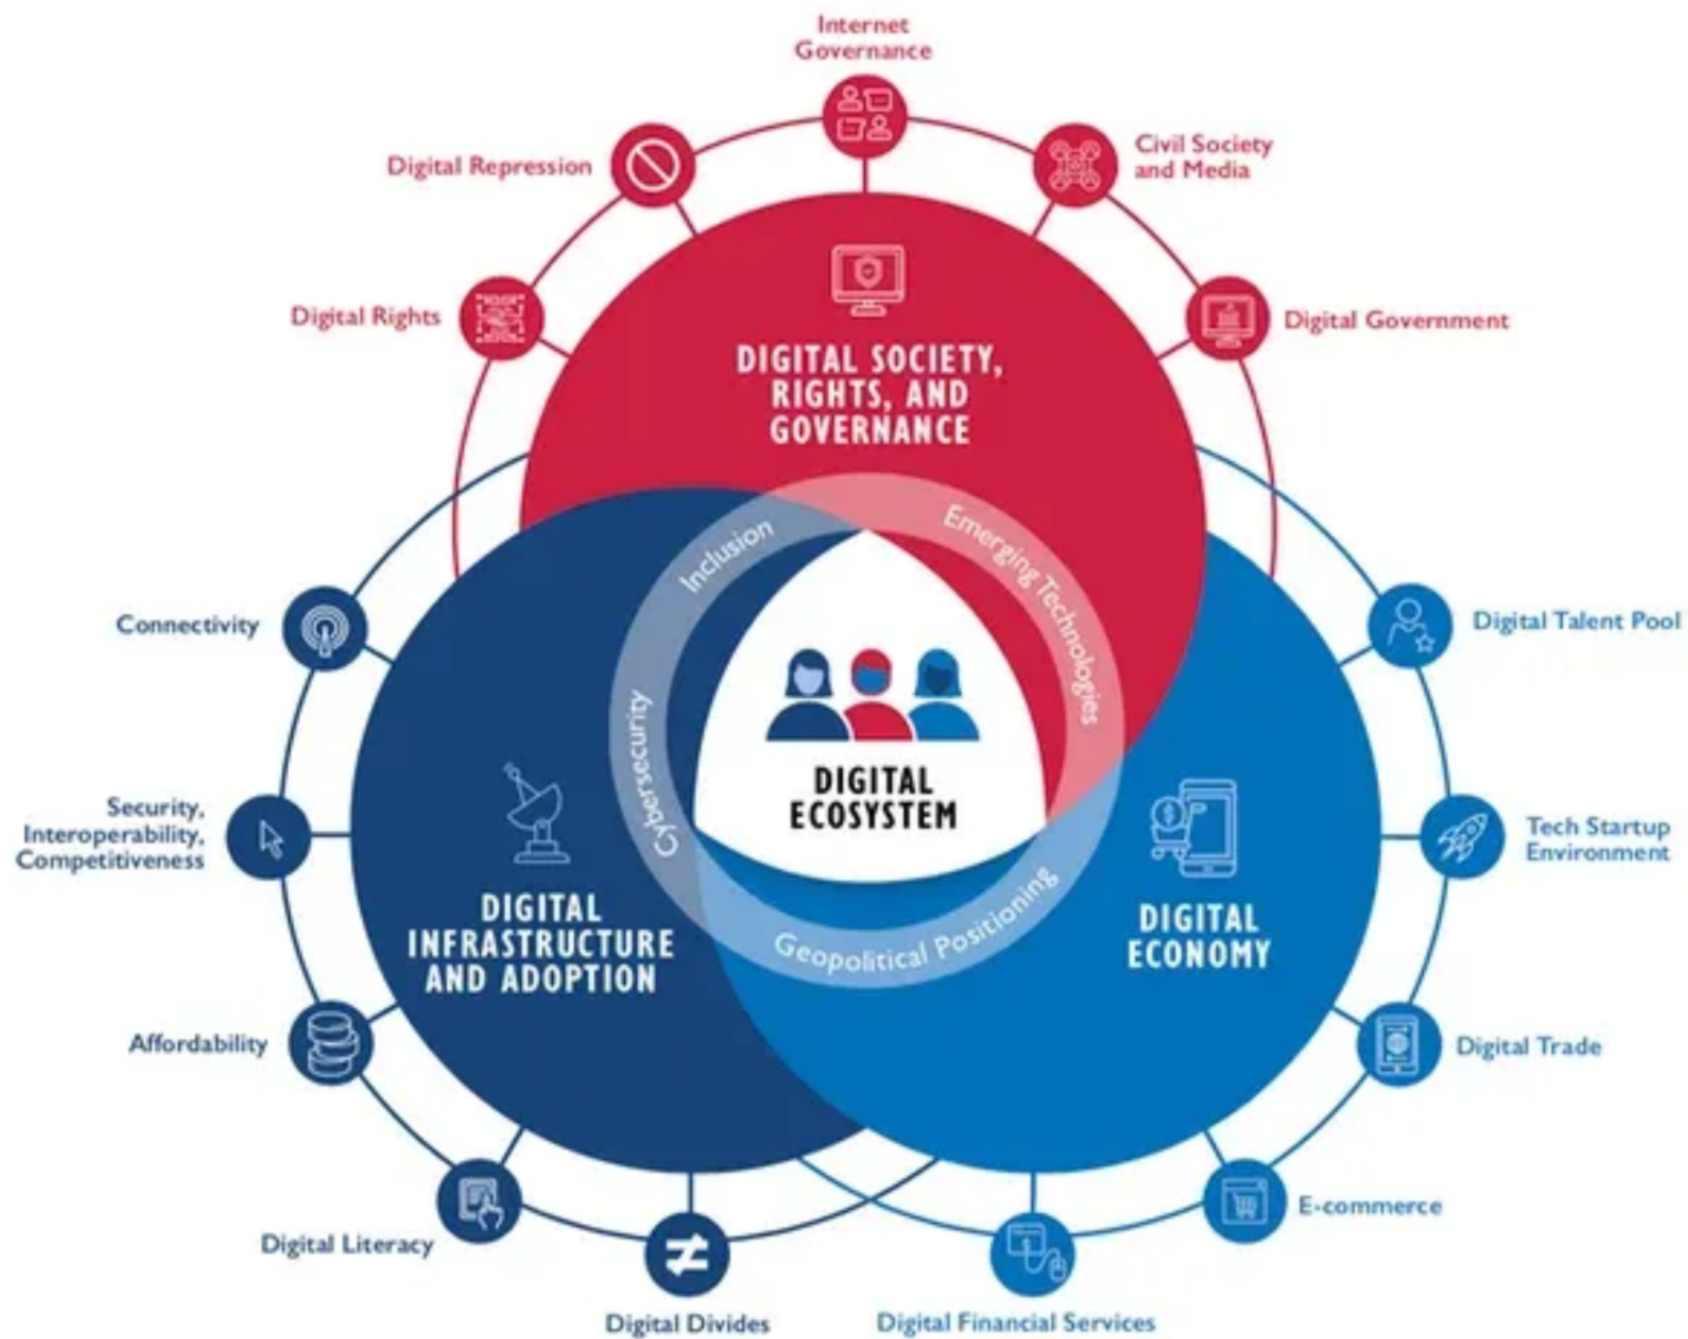 Internet
Governance
Digital Repression
Civil Society
and Media
Digital Rights
Digital Government
DIGITAL SOCIETY,
RIGHTS, AND
GOVERNANCE
Inclusion
Emerging Technologies
Cybersecurity
Geopolitical Positioning
DIGITAL
ECOSYSTEM
Connectivity
Digital Talent Pool
Security,
Interoperability,
Competitiveness
Tech Startup
Environment
DIGITAL
INFRASTRUCTURE
AND ADOPTION
DIGITAL
ECONOMY
Affordability
Digital Trade
Digital Literacy
E-commerce
Digital Divides
Digital Financial Services